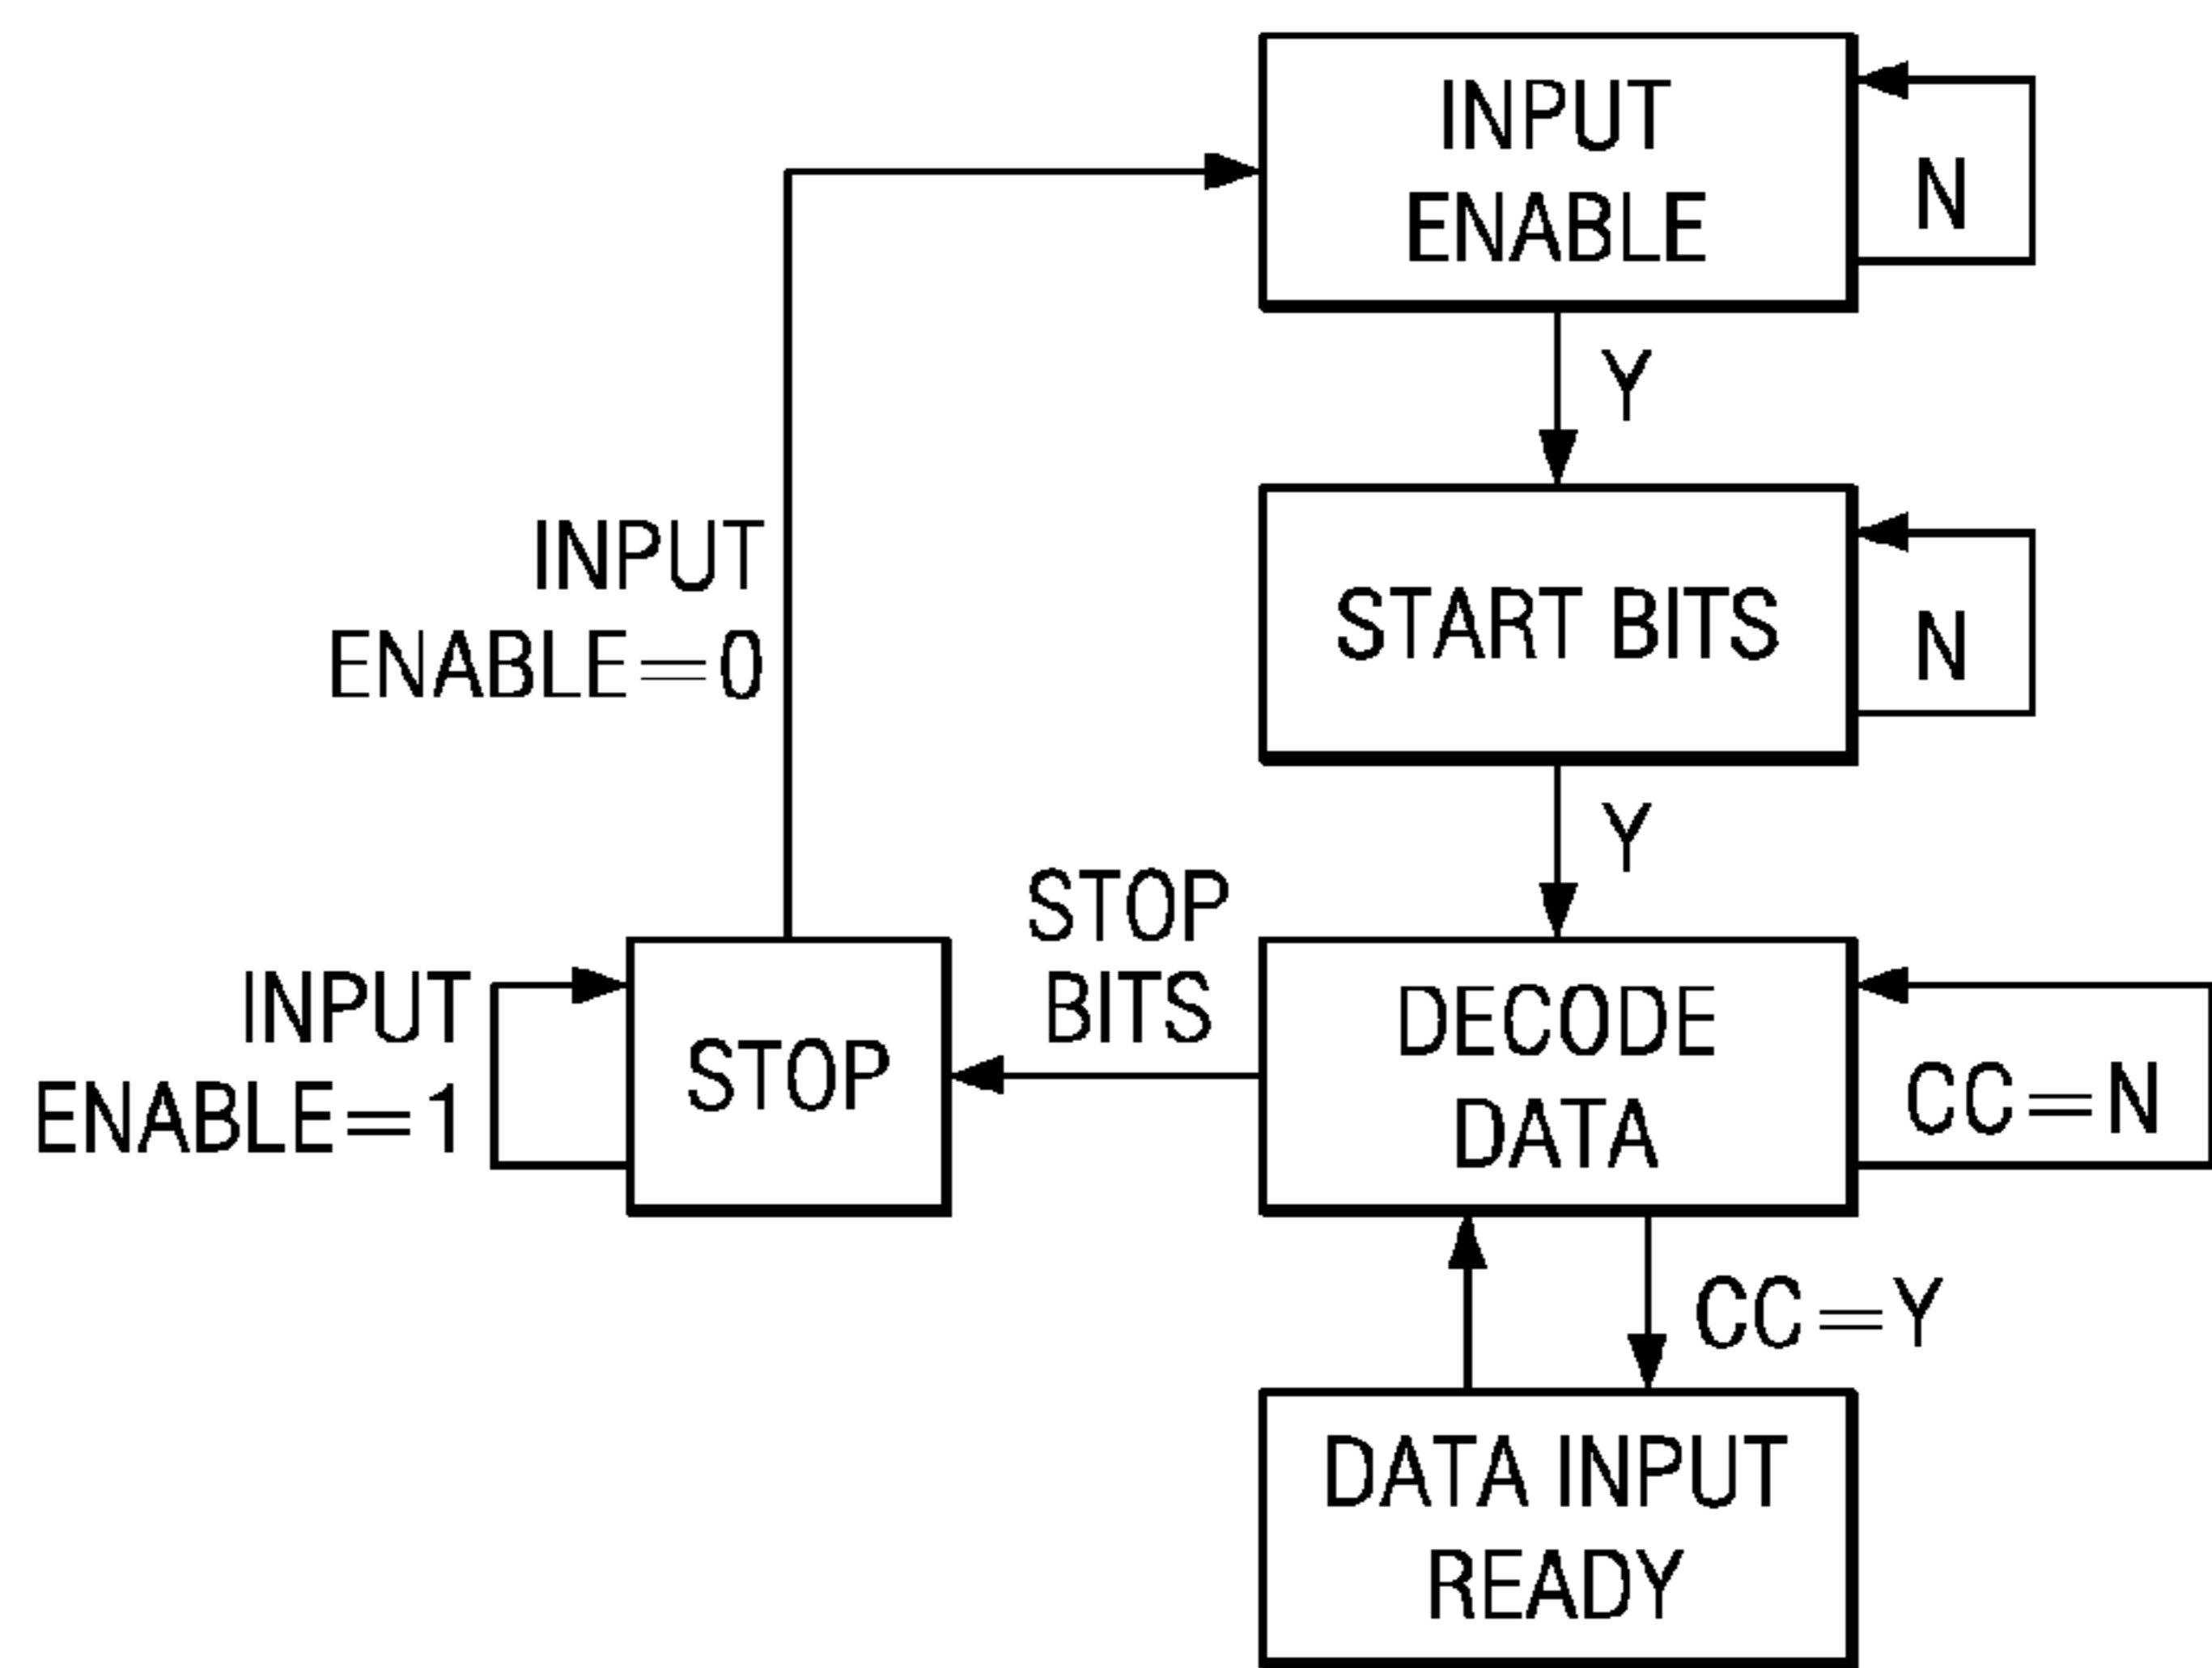 INPUT
ENABLE
N
Y
INPUT
ENABLE=0
START BITS
N
Y
STOP
BITS
INPUT
ENABLE=1
STOP
DECODE
DATA
CC=N
CC=Y
DATA INPUT
READY